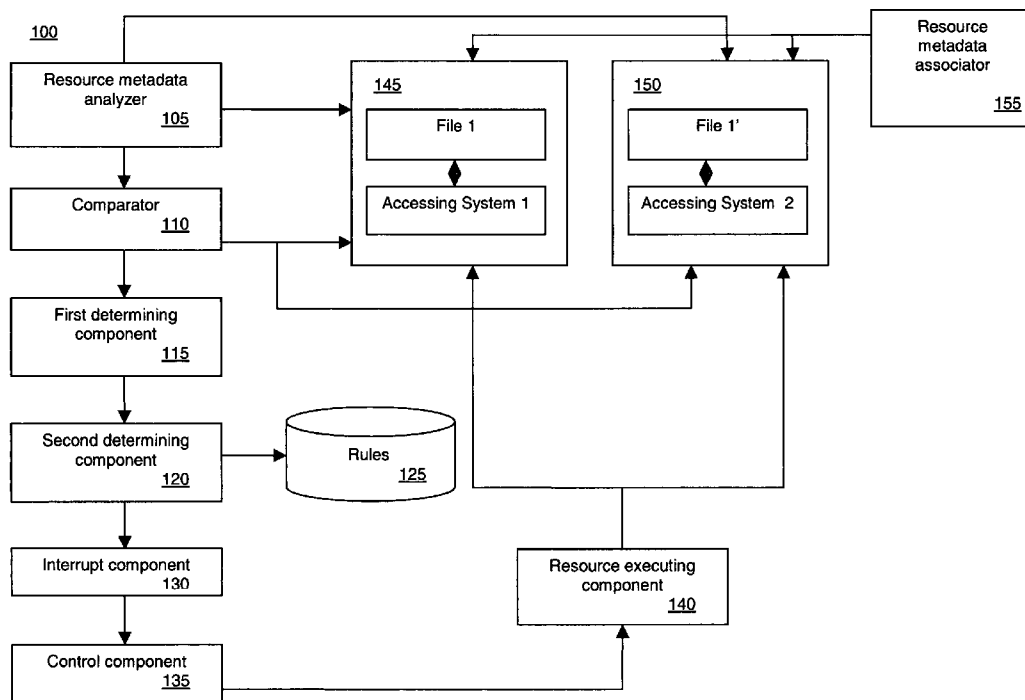 100
Resource metadata analyzer
105
Comparator
110
First determining
component
115
Second determining
component
120
Interrupt component
130
Control component
135
145
File 1
Accessing System 1
150
File 1'
Accessing System 2
Resource
metadata
associator
155
Rules
125
Resource executing
component
140